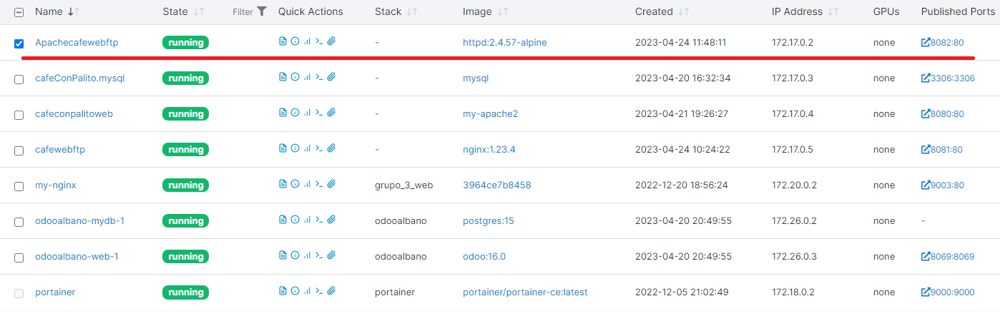 Name State Filter Quick Actions Stack Image Created IP Address GPUs Published Ports
Apachecafewebftp running - httpd:2.4.57-alpine 2023-04-24 11:48:11 172.17.0.2 none 8082:80
cafeConPalito.mysql running - mysql 2023-04-20 16:32:34 172.17.0.3 none 3306:3306
cafeconpalitoweb running - my-apache2 2023-04-21 19:26:27 172.17.0.4 none 8080:80
cafewebftp running - nginx:1.23.4 2023-04-24 10:24:22 172.17.0.5 none 8081:80
my-nginx running grupo_3_web 3964ce7b8458 2022-12-20 18:56:24 172.20.0.2 none 9003:80
odooalbano-mydb-1 running odooalbano postgres:15 2023-04-20 20:49:55 172.26.0.2 none -
odooalbano-web-1 running odooalbano odoo:16.0 2023-04-20 20:49:55 172.26.0.3 none 8069:8069
portainer running portainer portainer/portainer-ce:latest 2022-12-05 21:02:49 172.18.0.2 none 9000:9000